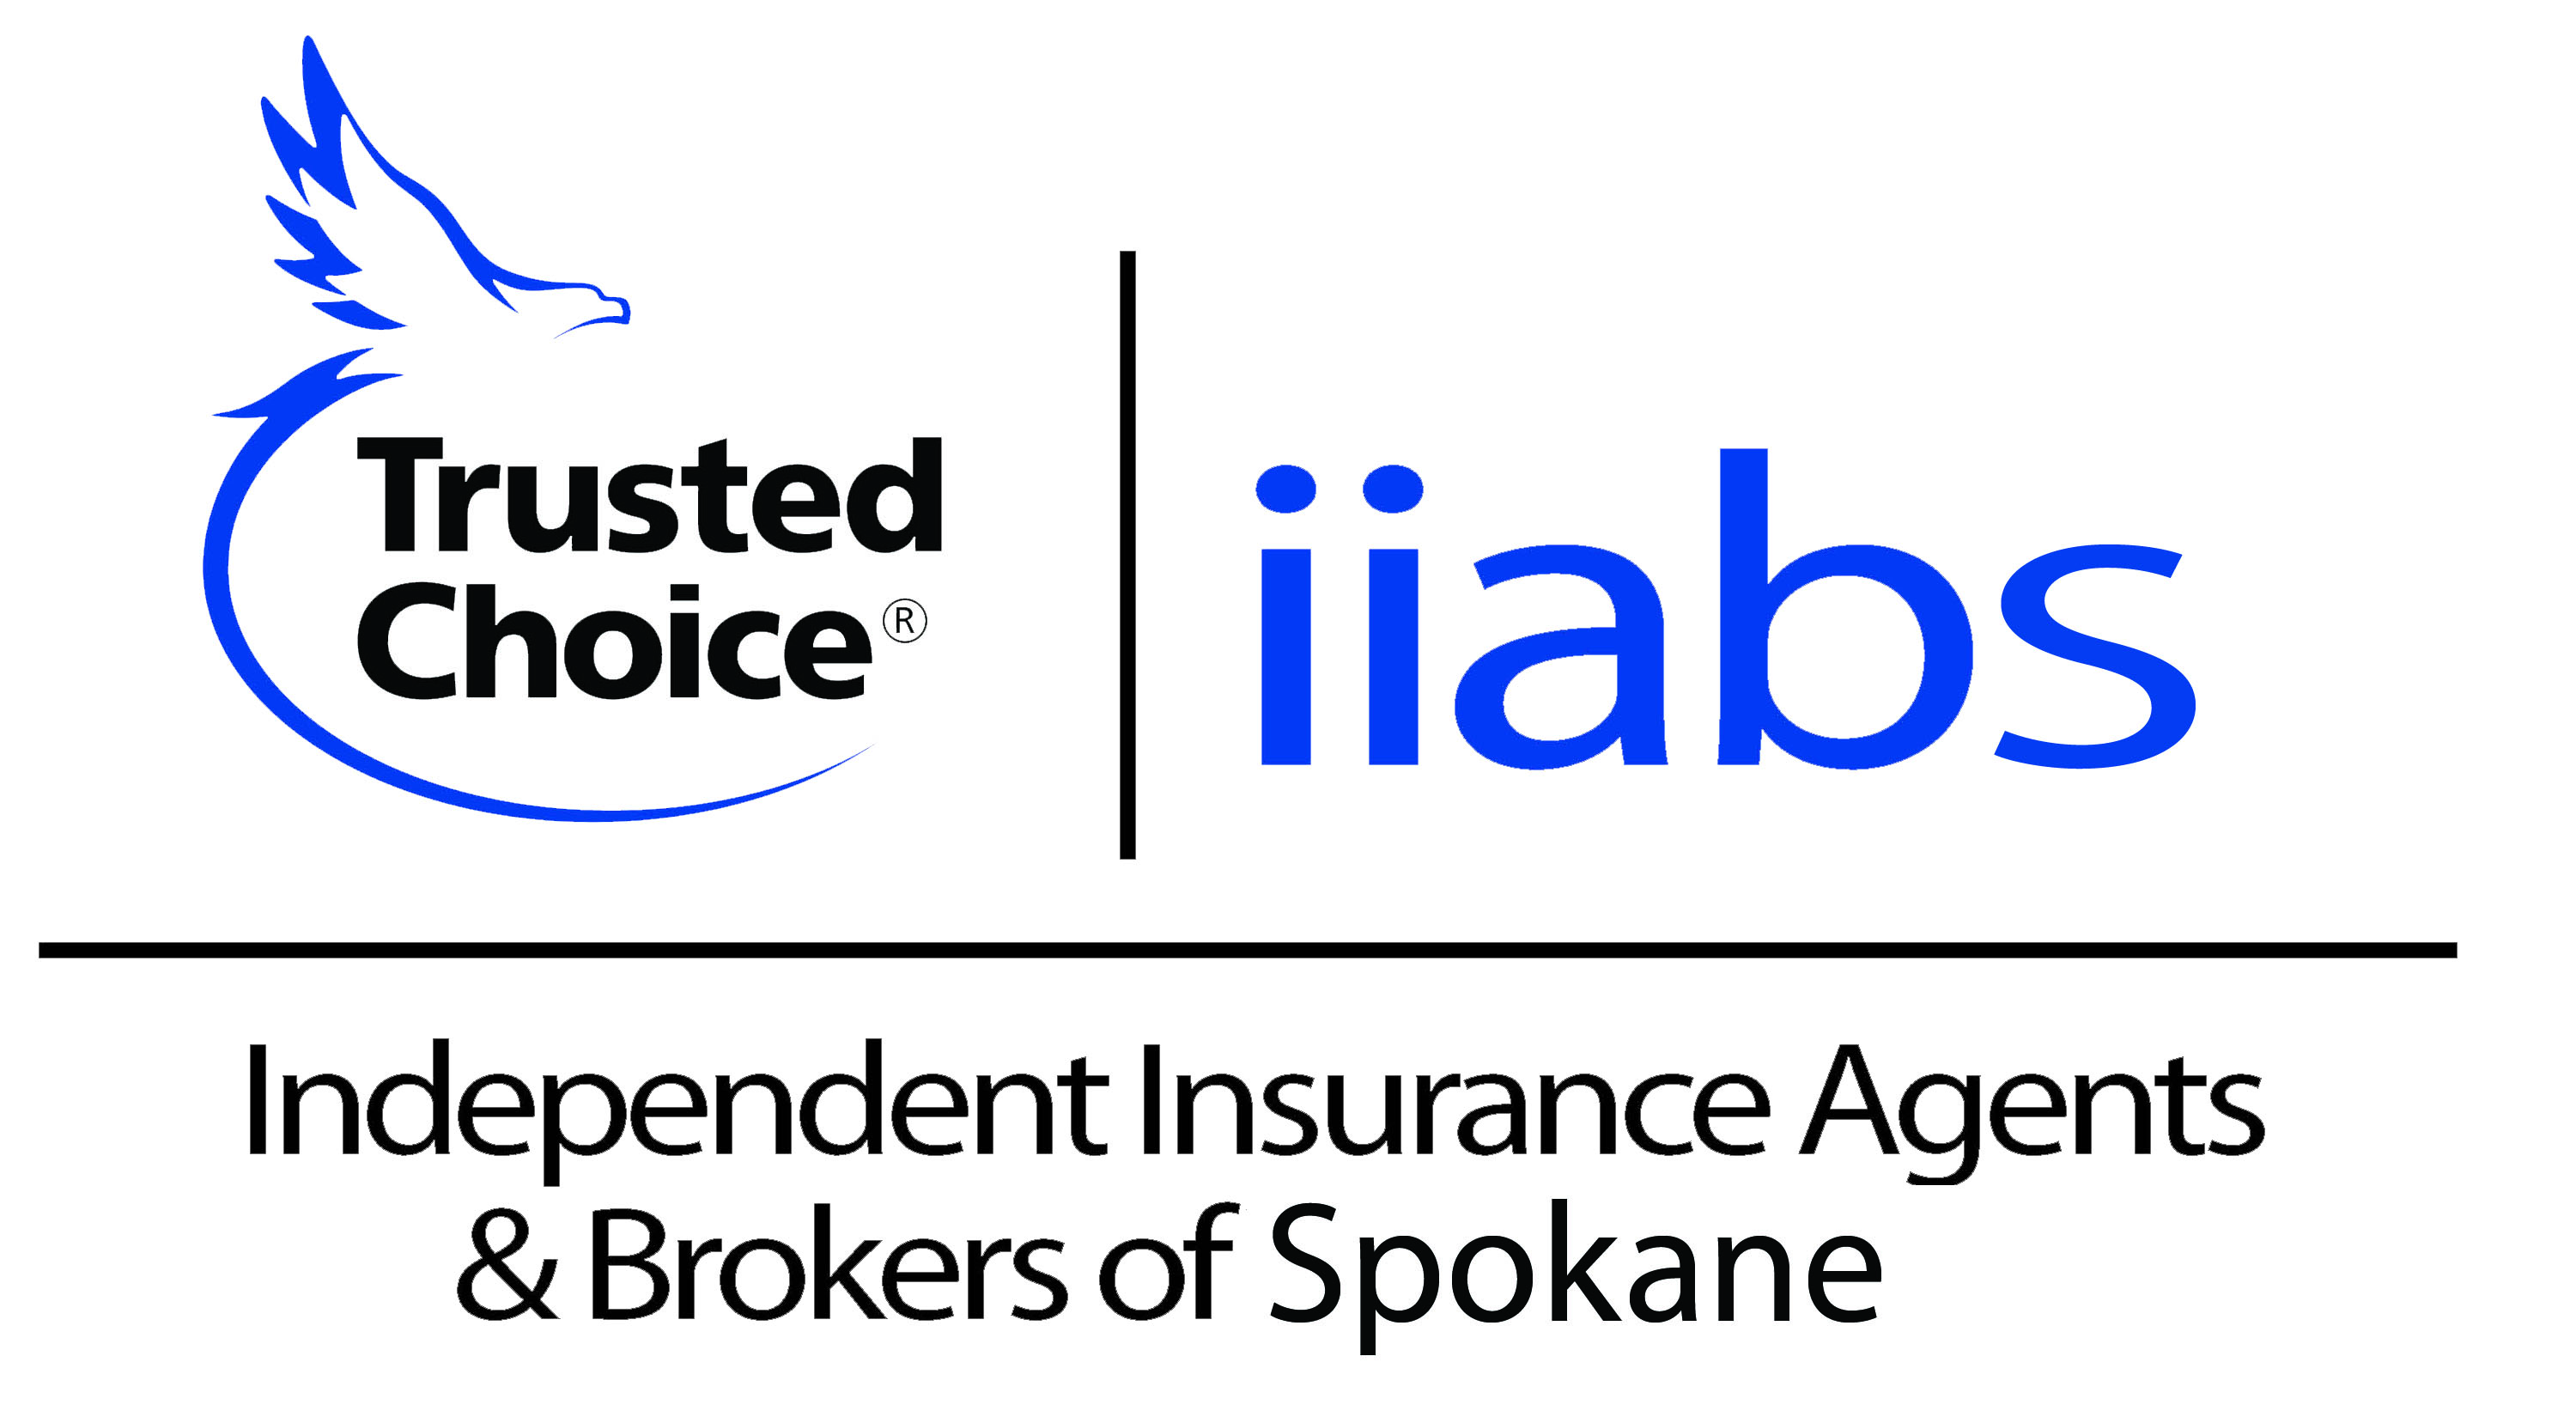 Trusted
Choice®
iiabs
Independent Insurance Agents
& Brokers of Spokane